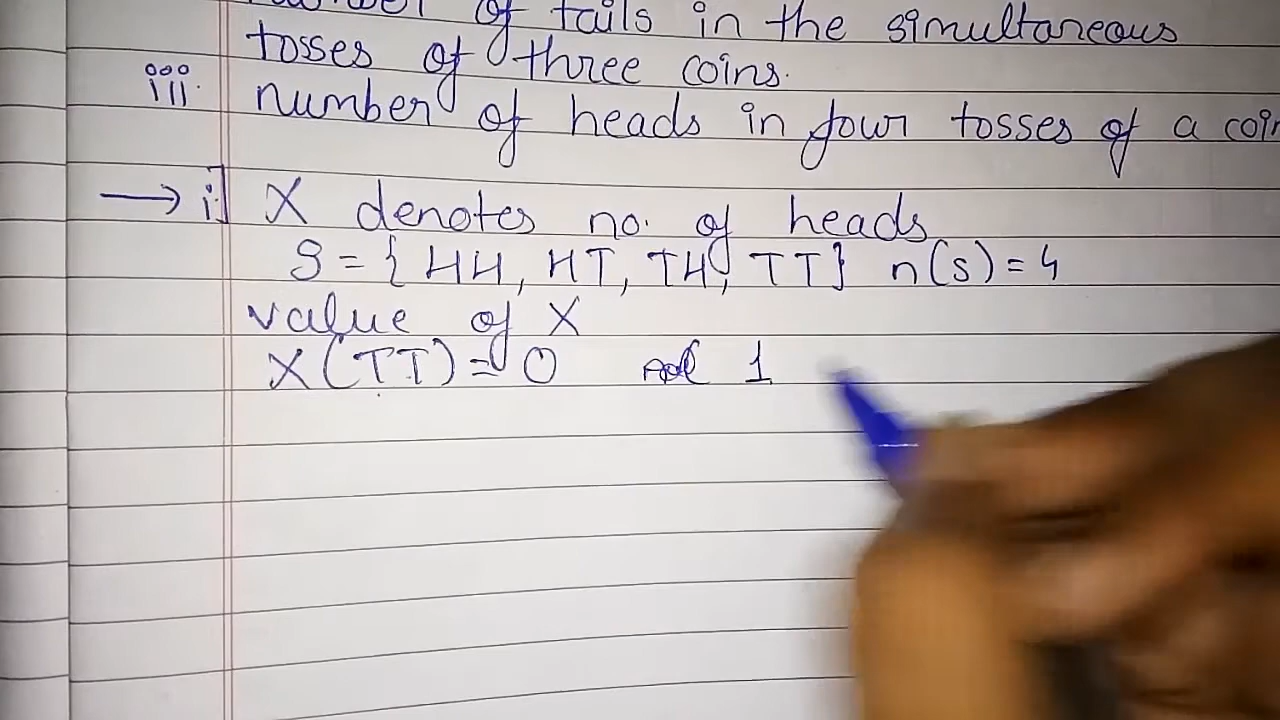 of tails in the simultaneous
tosses of three coins.
iii. number of heads in four tosses of a coin
→ i] X denotes no. of heads
S = { HH, HT, TH, TT} n(s) = 4
value of X
X(TT) = 0 1